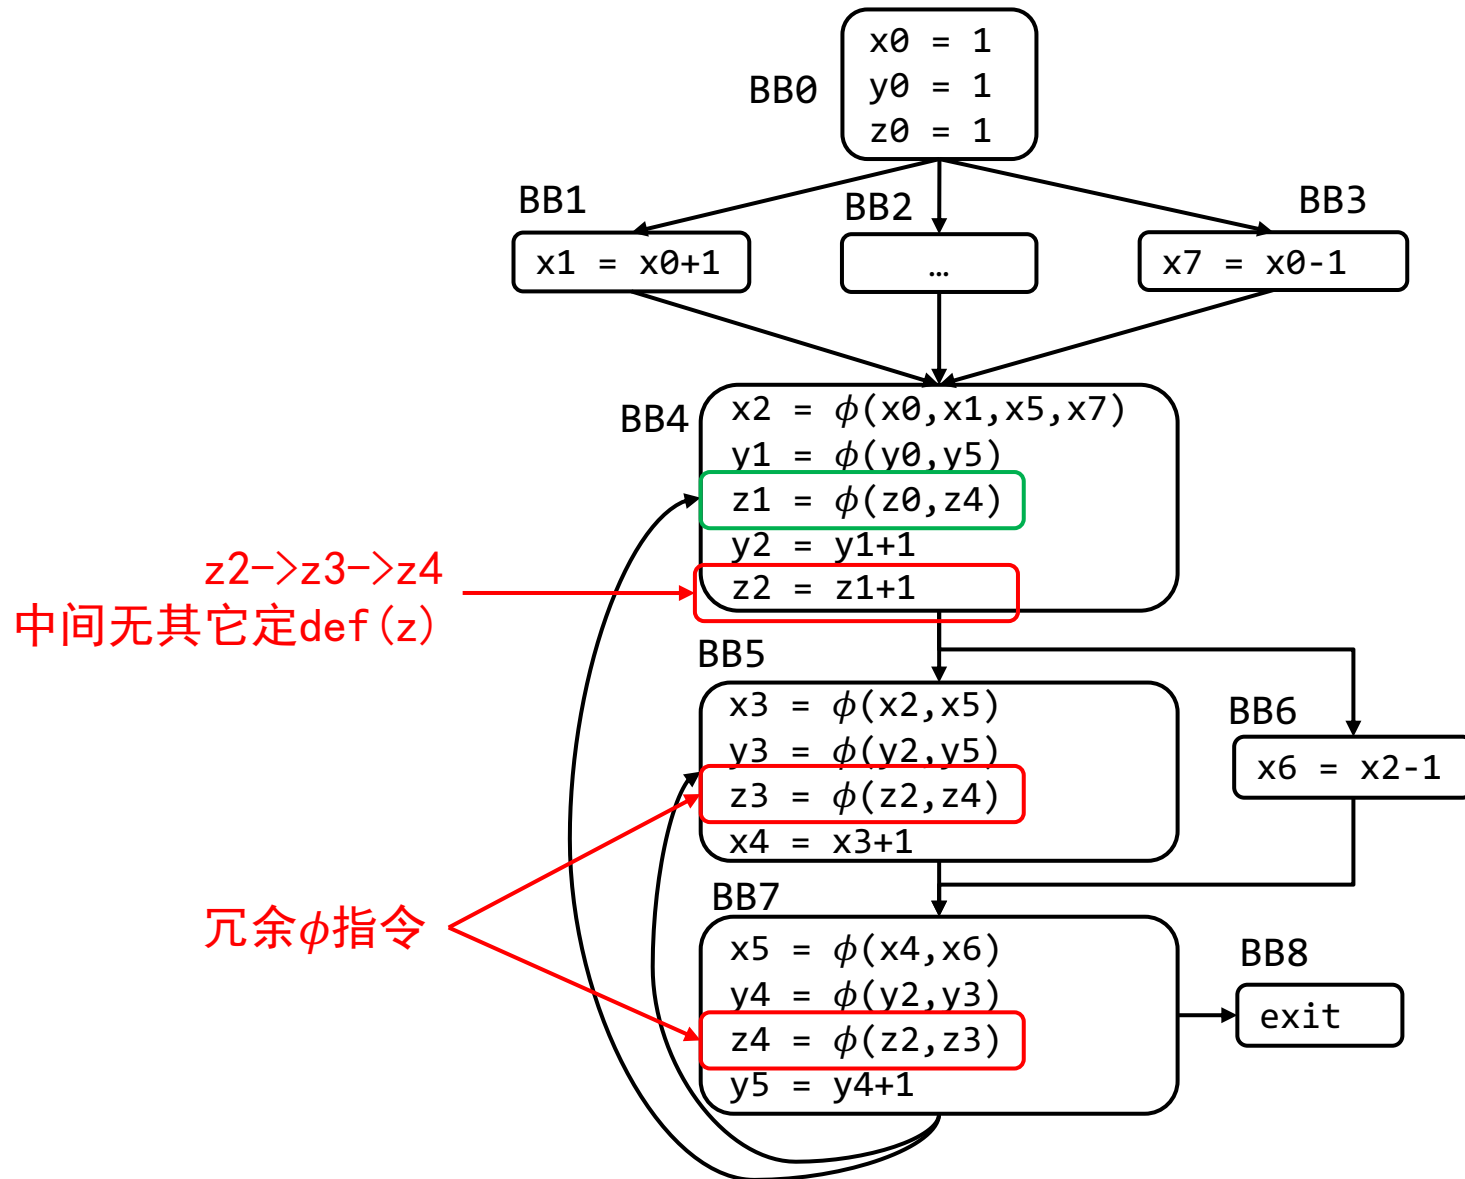 x0 = 1
y0 = 1
z0 = 1
BB0
BB1
BB2
BB3
x1 = x0+1
…
x7 = x0-1
BB4
x2 = ϕ(x0,x1,x5,x7)
y1 = ϕ(y0,y5)
z1 = ϕ(z0,z4)
y2 = y1+1
z2 = z1+1
z2->z3->z4
中间无其它定def(z)
BB5
x3 = ϕ(x2,x5)
y3 = ϕ(y2,y5)
z3 = ϕ(z2,z4)
x4 = x3+1
BB6
x6 = x2-1
冗余ϕ指令
BB7
x5 = ϕ(x4,x6)
y4 = ϕ(y2,y3)
z4 = ϕ(z2,z3)
y5 = y4+1
BB8
exit